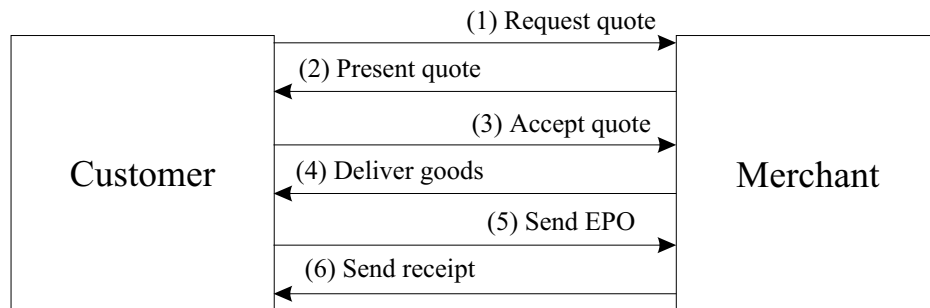 (1) Request quote
(2) Present quote
(3) Accept quote
Customer
(4) Deliver goods
Merchant
(5) Send EPO
(6) Send receipt